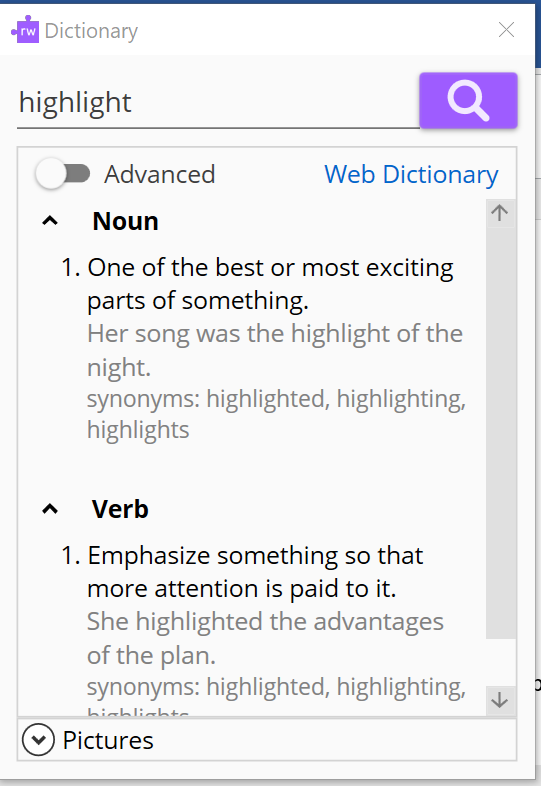 rw Dictionary
highlight
Advanced Web Dictionary
Noun
1. One of the best or most exciting
parts of something.
Her song was the highlight of the
night.
synonyms: highlighted, highlighting,
highlights
Verb
1. Emphasize something so that
more attention is paid to it.
She highlighted the advantages
of the plan.
synonyms: highlighted, highlighting,
highlights
Pictures